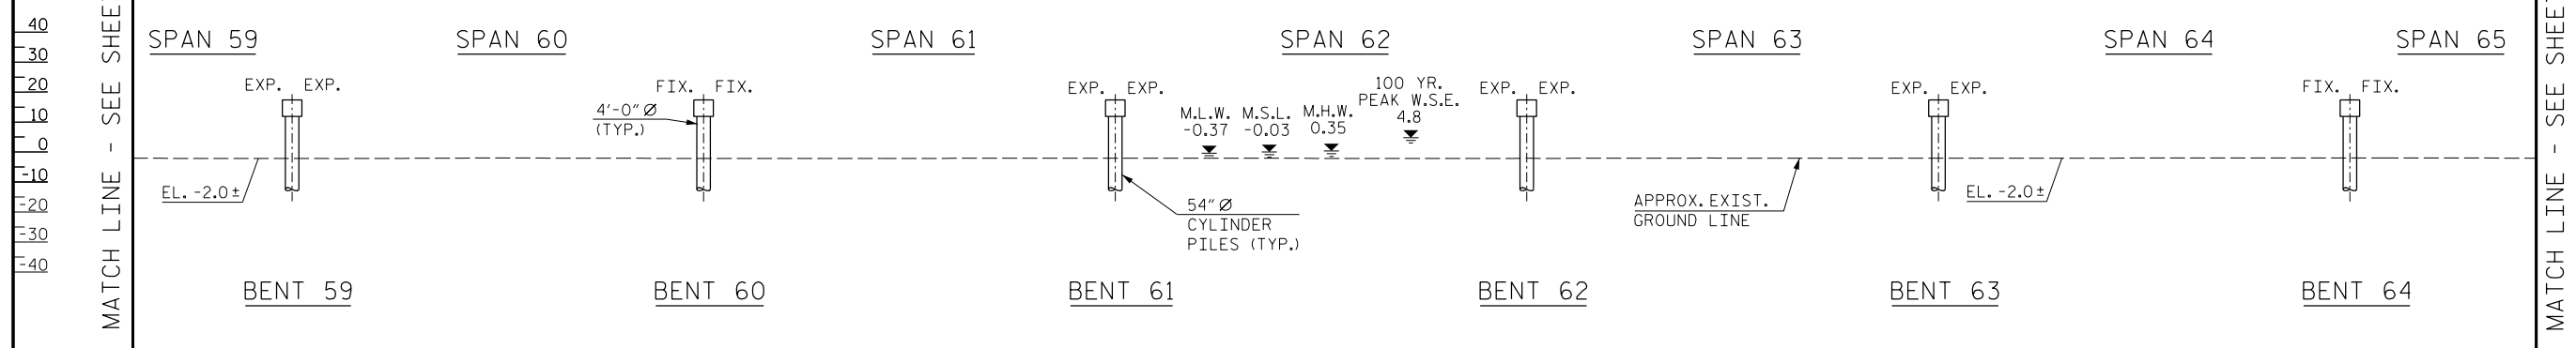 40
30
20
10
0
-10
-20
-30
-40
MATCH LINE - SEE SHEET
SPAN 59
SPAN 60
SPAN 61
SPAN 62
SPAN 63
SPAN 64
SPAN 65
EXP. EXP.
FIX. FIX.
EXP. EXP.
EXP. EXP.
EXP. EXP.
FIX. FIX.
4'-0" Ø
(TYP.)
M.L.W.
-0.37
M.S.L.
-0.03
M.H.W.
0.35
100 YR.
PEAK W.S.E.
4.8
EL. -2.0±
54" Ø
CYLINDER
PILES (TYP.)
APPROX. EXIST.
GROUND LINE
EL. -2.0±
BENT 59
BENT 60
BENT 61
BENT 62
BENT 63
BENT 64
MATCH LINE - SEE SHEET